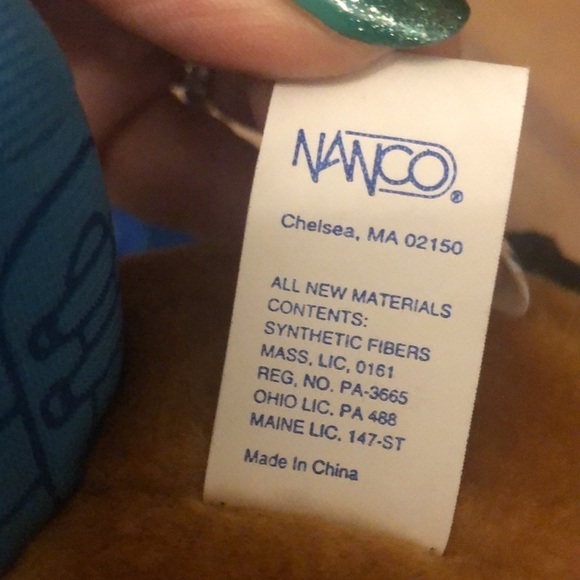 NANCO®
Chelsea, MA 02150
ALL NEW MATERIALS
CONTENTS:
SYNTHETIC FIBERS
MASS. LIC, 0161
REG. NO. PA-3665
OHIO LIC. PA 488
MAINE LIC. 147-ST
Made In China